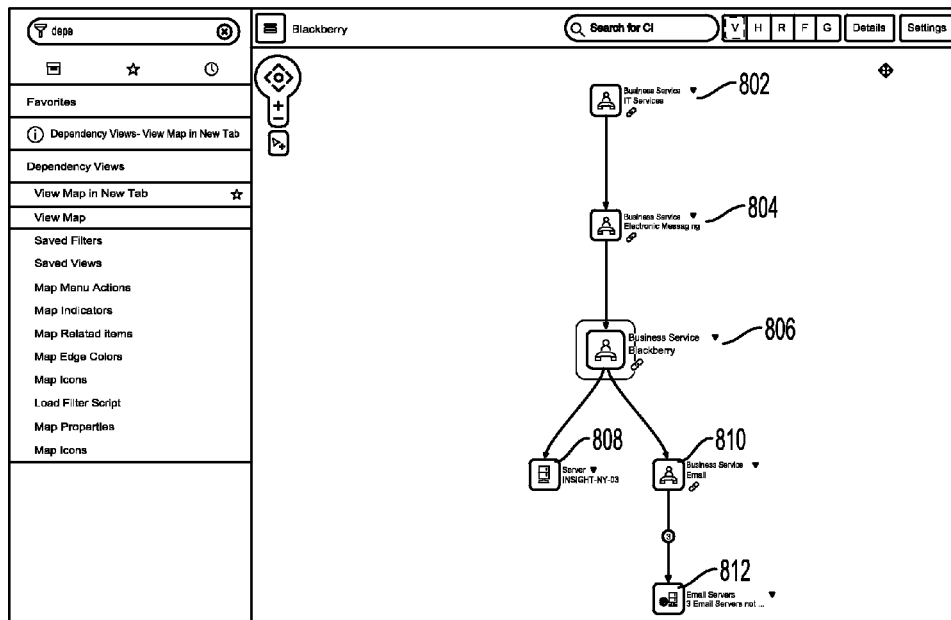 depa
Blackberry
Search for CI
V H R F G
Details
Settings
Favorites
Dependency Views- View Map in New Tab
Dependency Views
View Map in New Tab
View Map
Saved Filters
Saved Views
Map Menu Actions
Map Indicators
Map Related items
Map Edge Colors
Map Icons
Load Filter Script
Map Properties
Map Icons
+
−
Business Service
IT Services
802
Business Service
Electronic Messaging
804
Business Service
Blackberry
806
Server
INSIGHT-NY-03
808
Business Service
Email
810
3
Email Servers
3 Email Servers not ...
812